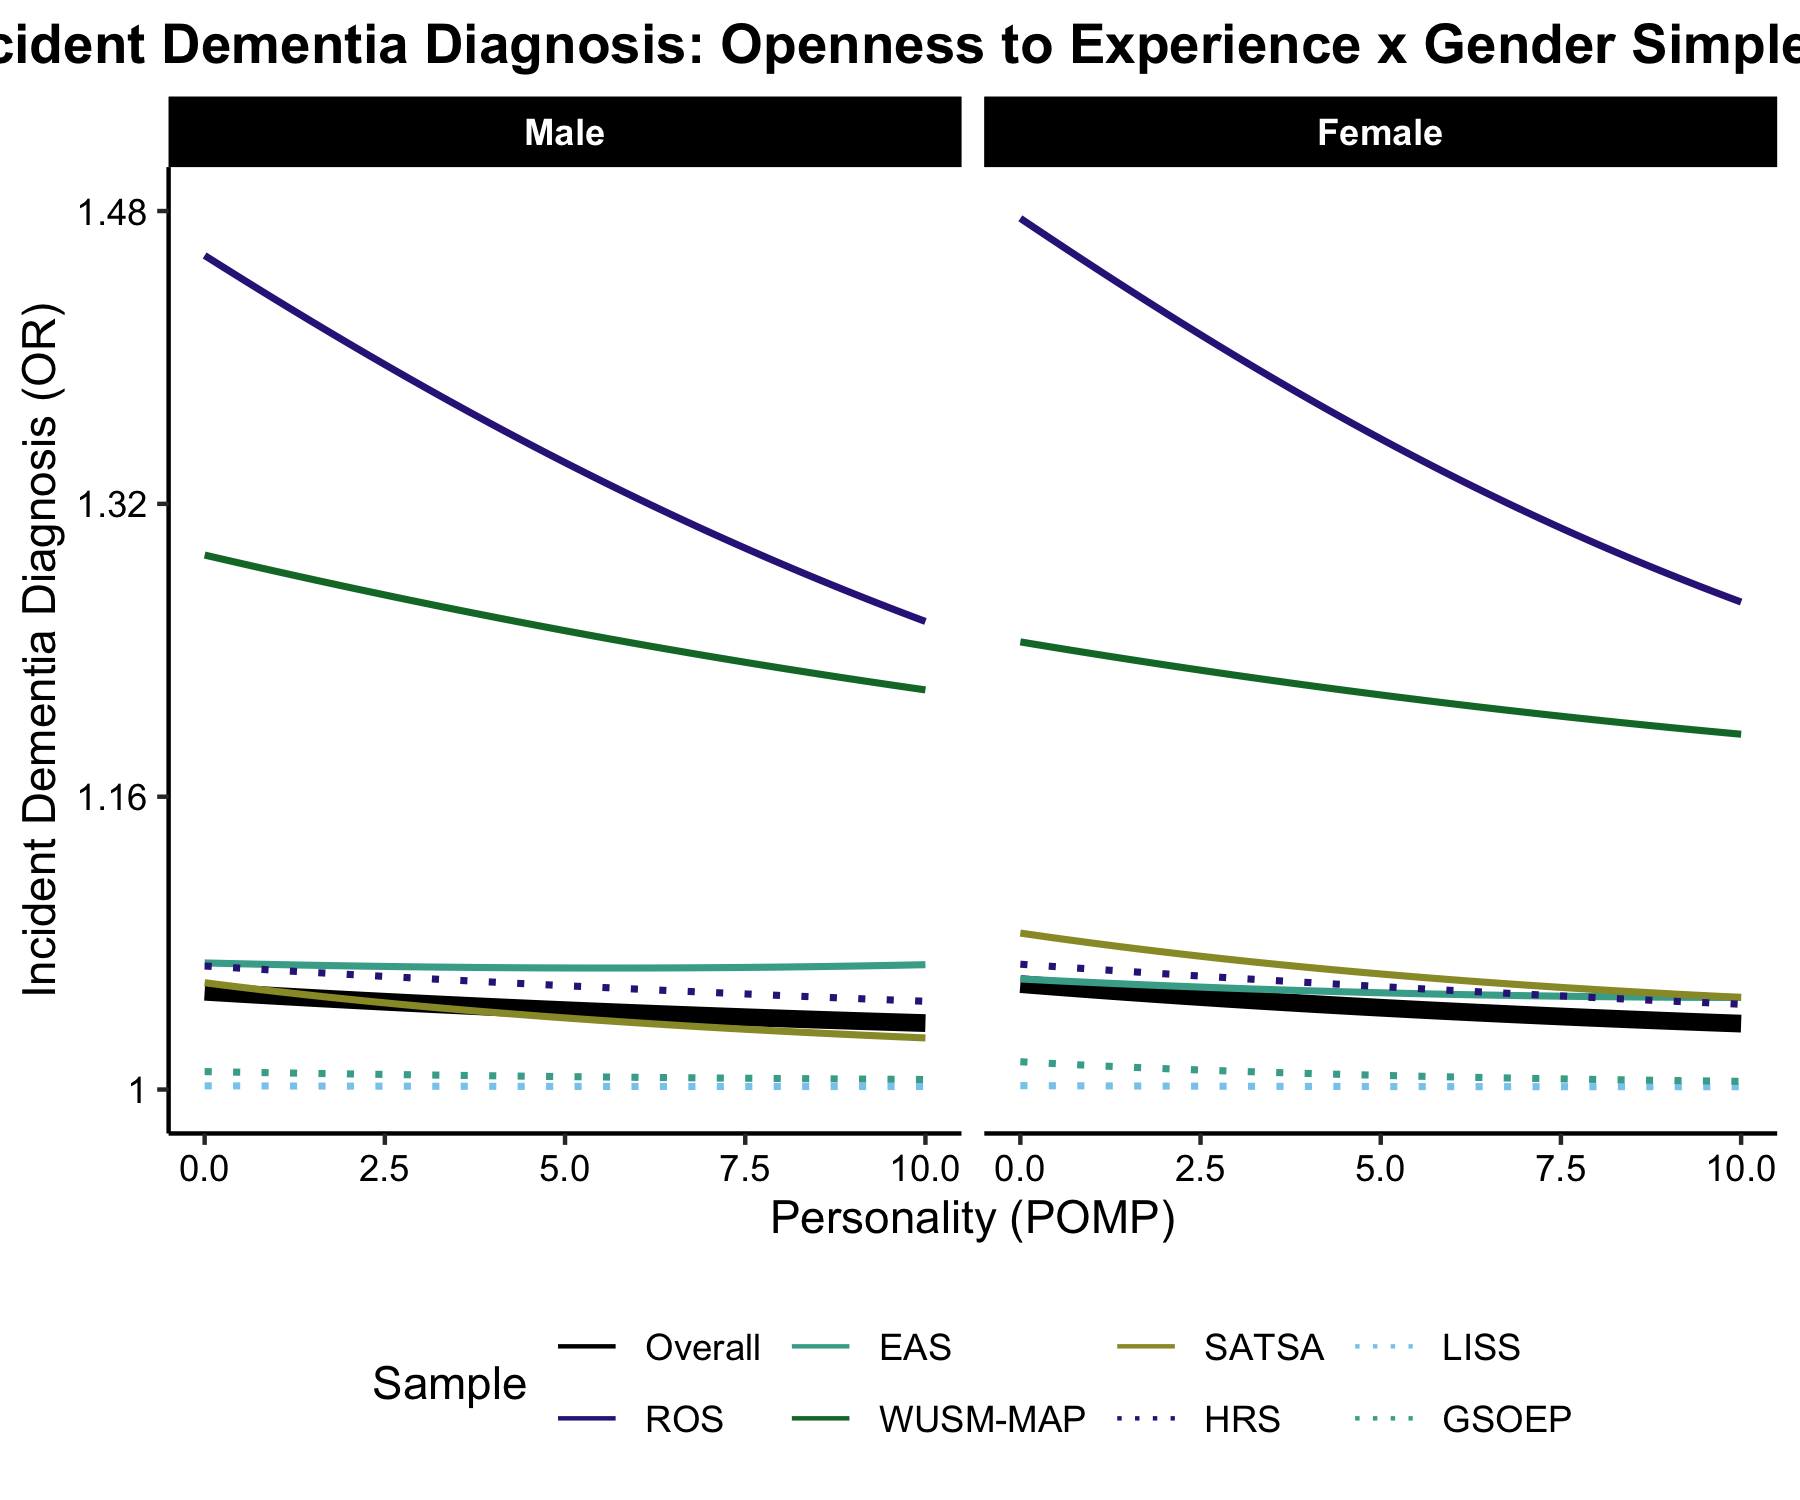 cident Dementia Diagnosis: Openness to Experience x Gender Simple
Male
Female
Incident Dementia Diagnosis (OR)
1.48
1.32
1.16
1
0.0 2.5 5.0 7.5 10.0
0.0 2.5 5.0 7.5 10.0
Personality (POMP)
Sample
Overall EAS SATSA LISS
ROS WUSM-MAP HRS GSOEP